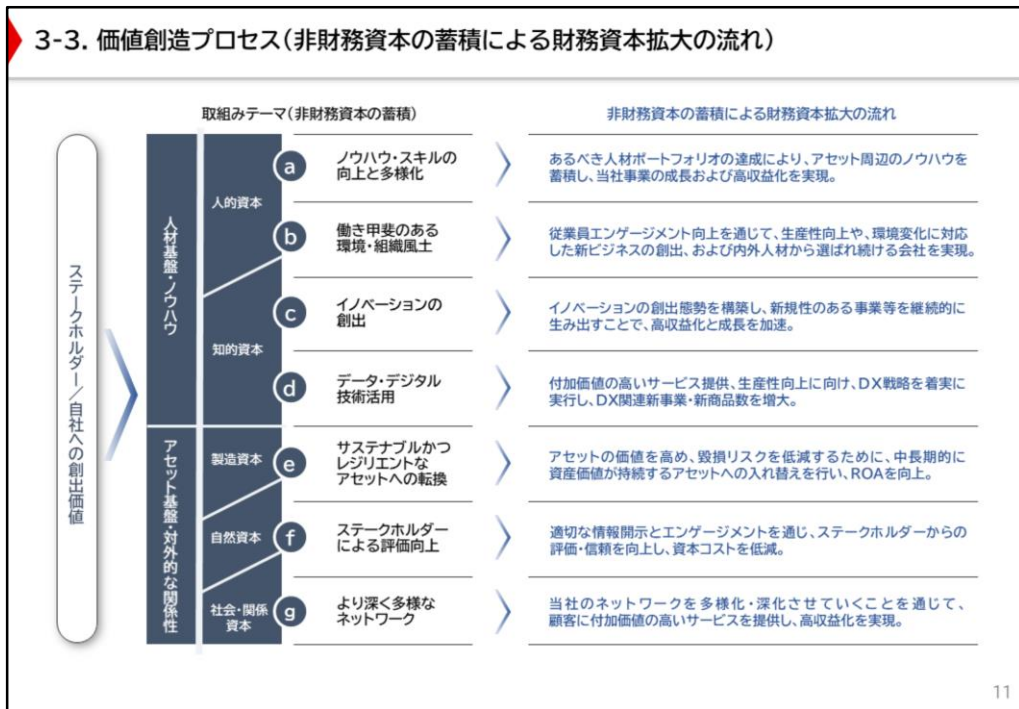 3-3. 価値創造プロセス(非財務資本の蓄積による財務資本拡大の流れ)
取組みテーマ(非財務資本の蓄積)
非財務資本の蓄積による財務資本拡大の流れ
ステークホルダー/自社への創出価値
人材基盤・ノウハウ
人的資本
a
ノウハウ・スキルの
向上と多様化
あるべき人材ポートフォリオの達成により、アセット周辺のノウハウを
蓄積し、当社事業の成長および高収益化を実現。
b
働き甲斐のある
環境・組織風土
従業員エンゲージメント向上を通じて、生産性向上や、環境変化に対応
した新ビジネスの創出、および内外人材から選ばれ続ける会社を実現。
知的資本
c
イノベーションの
創出
イノベーションの創出態勢を構築し、新規性のある事業等を継続的に
生み出すことで、高収益化と成長を加速。
d
データ・デジタル
技術活用
付加価値の高いサービス提供、生産性向上に向け、DX戦略を着実に
実行し、DX関連新事業・新商品数を増大。
アセット基盤・対外的な関係性
製造資本
e
サステナブルかつ
レジリエントな
アセットへの転換
アセットの価値を高め、毀損リスクを低減するために、中長期的に
資産価値が持続するアセットへの入れ替えを行い、ROAを向上。
自然資本
f
ステークホルダー
による評価向上
適切な情報開示とエンゲージメントを通じ、ステークホルダーからの
評価・信頼を向上し、資本コストを低減。
社会・関係
資本
g
より深く多様な
ネットワーク
当社のネットワークを多様化・深化させていくことを通じて、
顧客に付加価値の高いサービスを提供し、高収益化を実現。
11